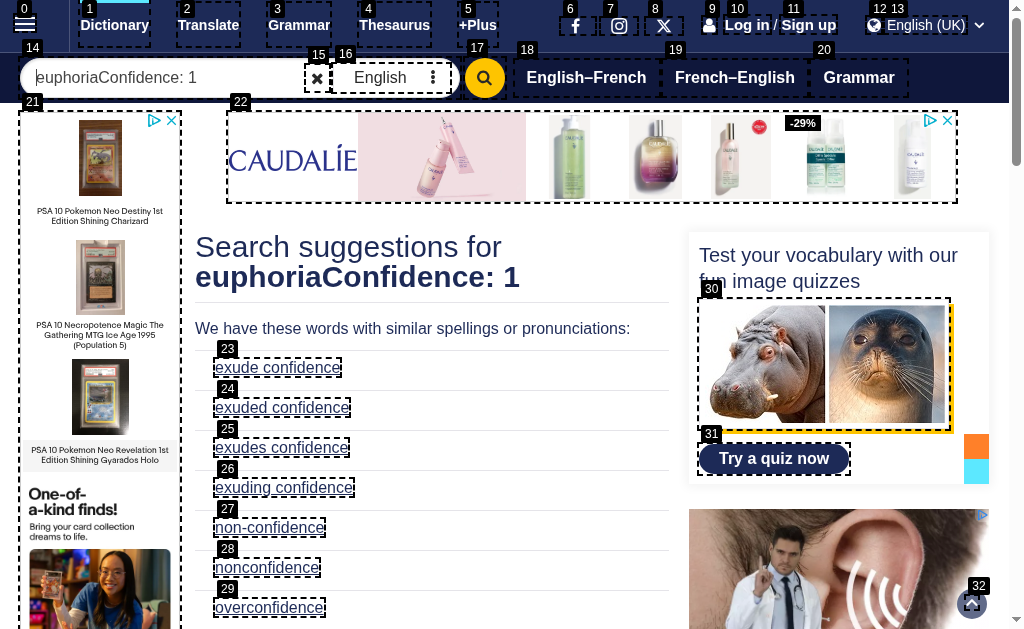 0 1 2 3 4 5 6 7 8 9 10 11 12 13
Dictionary Translate Grammar Thesaurus +Plus Log in / Sign up English (UK)
14 15 16 17 18 19 20
euphoriaConfidence: 1 English English–French French–English Grammar
21 22
CAUDALÍE -29%
PSA 10 Pokemon Neo Destiny 1st
Edition Shining Charizard
PSA 10 Necropotence Magic The
Gathering MTG Ice Age 1995
(Population 5)
PSA 10 Pokemon Neo Revelation 1st
Edition Shining Gyarados Holo
One-of-
a-kind finds!
Bring your card collection
dreams to life.
Search suggestions for
euphoriaConfidence: 1
We have these words with similar spellings or pronunciations:
23
exude confidence
24
exuded confidence
25
exudes confidence
26
exuding confidence
27
non-confidence
28
nonconfidence
29
overconfidence
Test your vocabulary with our
fun image quizzes
30
31
Try a quiz now
32